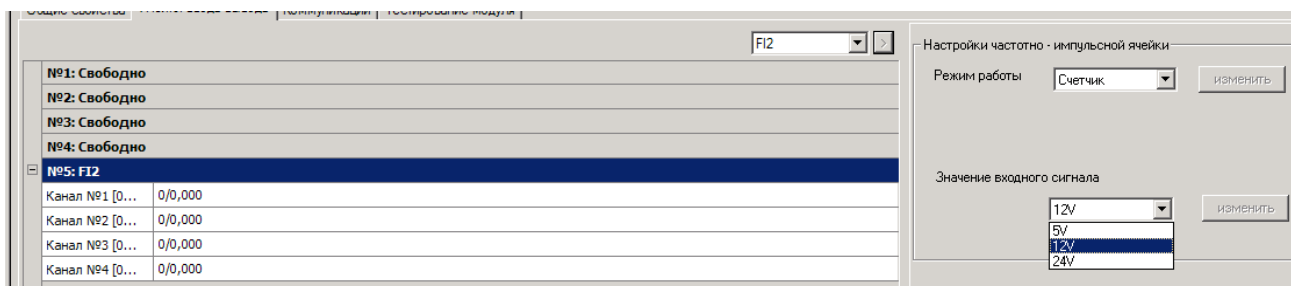 FI2
№1: Свободно
№2: Свободно
№3: Свободно
№4: Свободно
№5: FI2
Канал №1 [0... 0/0,000
Канал №2 [0... 0/0,000
Канал №3 [0... 0/0,000
Канал №4 [0... 0/0,000
Настройки частотно - импульсной ячейки
Режим работы Счетчик изменить
Значение входного сигнала
12V изменить
5V
12V
24V